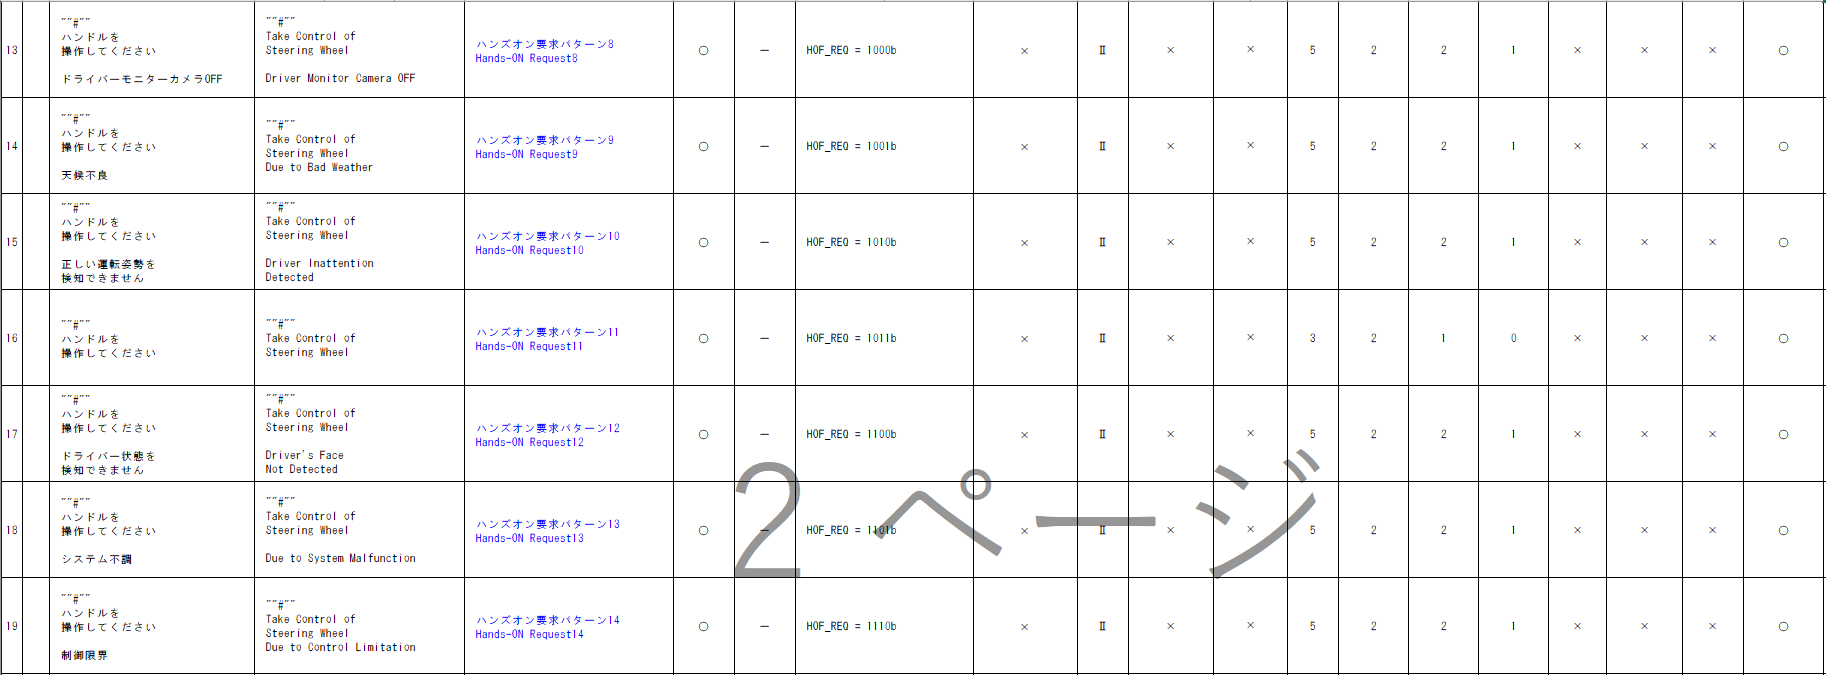 13
~~#~~
ハンドルを
操作してください
ドライバーモニターカメラOFF
~~#~~
Take Control of
Steering Wheel
Driver Monitor Camera OFF
ハンズオン要求パターン8
Hands-ON Request8
○ － HOF_REQ = 1000b × Ⅱ × × 5 2 2 1 × × × ○
14
~~#~~
ハンドルを
操作してください
天候不良
~~#~~
Take Control of
Steering Wheel
Due to Bad Weather
ハンズオン要求パターン9
Hands-ON Request9
○ － HOF_REQ = 1001b × Ⅱ × × 5 2 2 1 × × × ○
15
~~#~~
ハンドルを
操作してください
正しい運転姿勢を
検知できません
~~#~~
Take Control of
Steering Wheel
Driver Inattention
Detected
ハンズオン要求パターン10
Hands-ON Request10
○ － HOF_REQ = 1010b × Ⅱ × × 5 2 2 1 × × × ○
16
~~#~~
ハンドルを
操作してください
~~#~~
Take Control of
Steering Wheel
ハンズオン要求パターン11
Hands-ON Request11
○ － HOF_REQ = 1011b × Ⅱ × × 3 2 1 0 × × × ○
17
~~#~~
ハンドルを
操作してください
ドライバー状態を
検知できません
~~#~~
Take Control of
Steering Wheel
Driver's Face
Not Detected
ハンズオン要求パターン12
Hands-ON Request12
○ － HOF_REQ = 1100b × Ⅱ × × 5 2 2 1 × × × ○
18
~~#~~
ハンドルを
操作してください
システム不調
~~#~~
Take Control of
Steering Wheel
Due to System Malfunction
ハンズオン要求パターン13
Hands-ON Request13
○ － HOF_REQ = 1101b × Ⅱ × × 5 2 2 1 × × × ○
2 ページ
19
~~#~~
ハンドルを
操作してください
制御限界
~~#~~
Take Control of
Steering Wheel
Due to Control Limitation
ハンズオン要求パターン14
Hands-ON Request14
○ － HOF_REQ = 1110b × Ⅱ × × 5 2 2 1 × × × ○